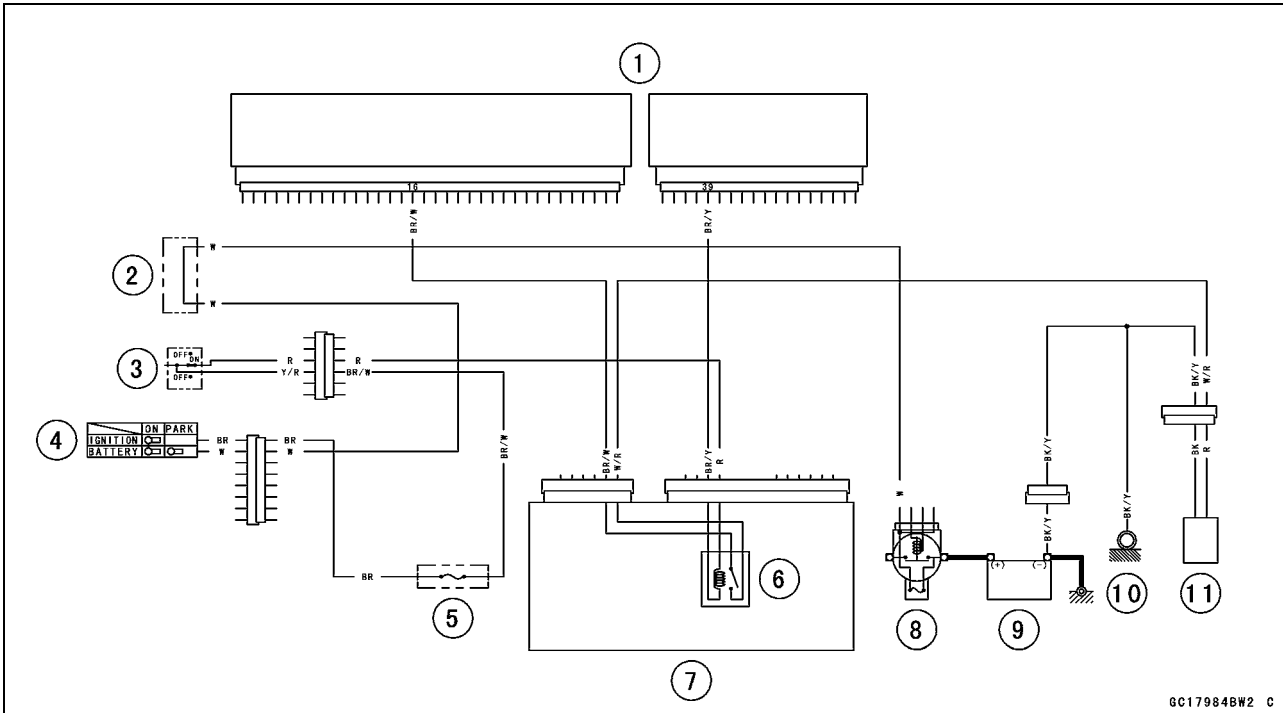 1
16
39
BR/W
BR/Y
2
W
W
3
OFF
ON
OFF
R
R
Y/R
BR/W
4
ON PARK
IGNITION
BATTERY
BR
BR
W
W
BR/W
BR
5
BR/W
W/R
BR/Y
R
6
7
W
8
(+)
(-)
9
BK/Y
BK/Y
BK/Y
10
BK/Y
W/R
BK
R
11
GC17984BW2 C